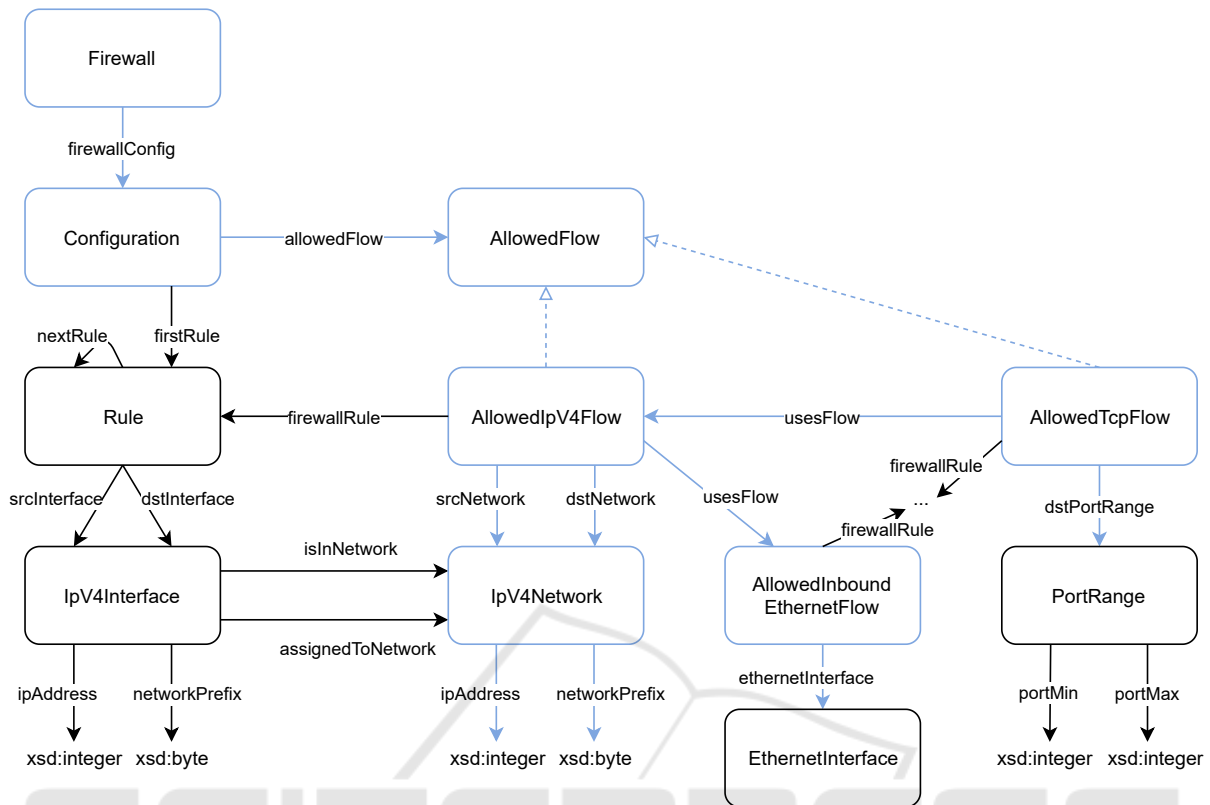 Firewall
firewallConfig
Configuration
allowedFlow
AllowedFlow
nextRule
firstRule
Rule
firewallRule
AllowedIpV4Flow
usesFlow
AllowedTcpFlow
firewallRule
srcInterface
dstInterface
srcNetwork
dstNetwork
usesFlow
...
dstPortRange
firewallRule
isInNetwork
IpV4Interface
IpV4Network
AllowedInbound
EthernetFlow
PortRange
assignedToNetwork
ipAddress
networkPrefix
ipAddress
networkPrefix
ethernetInterface
portMin
portMax
xsd:integer
xsd:byte
xsd:integer
xsd:byte
EthernetInterface
xsd:integer
xsd:integer